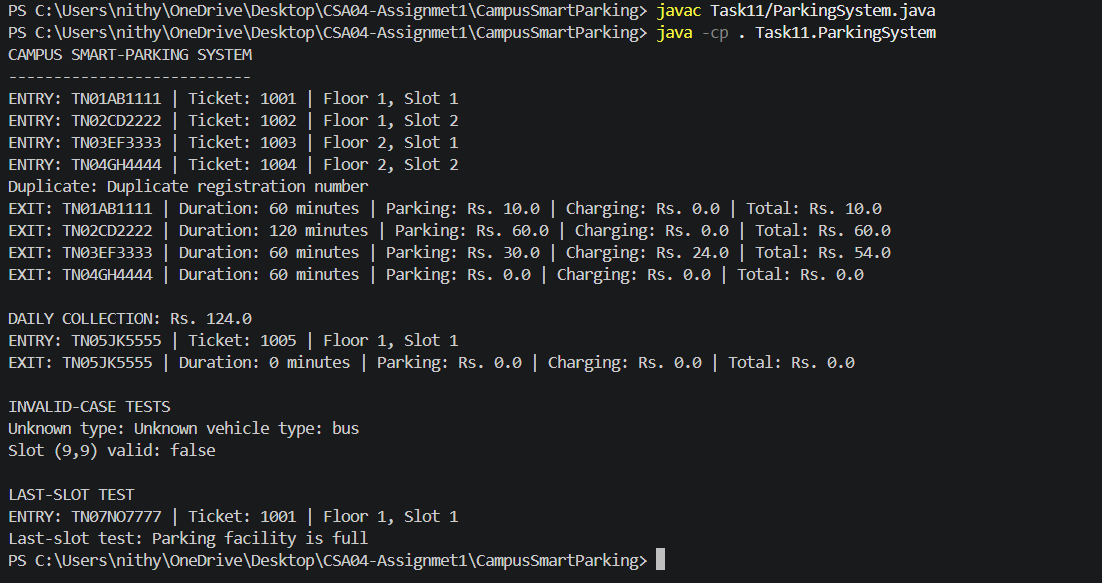 PS C:\Users\nithy\OneDrive\Desktop\CSA04-Assignmet1\CampusSmartParking> javac Task11/ParkingSystem.java
PS C:\Users\nithy\OneDrive\Desktop\CSA04-Assignmet1\CampusSmartParking> java -cp . Task11.ParkingSystem
CAMPUS SMART-PARKING SYSTEM
---------------------------
ENTRY: TN01AB1111 | Ticket: 1001 | Floor 1, Slot 1
ENTRY: TN02CD2222 | Ticket: 1002 | Floor 1, Slot 2
ENTRY: TN03EF3333 | Ticket: 1003 | Floor 2, Slot 1
ENTRY: TN04GH4444 | Ticket: 1004 | Floor 2, Slot 2
Duplicate: Duplicate registration number
EXIT: TN01AB1111 | Duration: 60 minutes | Parking: Rs. 10.0 | Charging: Rs. 0.0 | Total: Rs. 10.0
EXIT: TN02CD2222 | Duration: 120 minutes | Parking: Rs. 60.0 | Charging: Rs. 0.0 | Total: Rs. 60.0
EXIT: TN03EF3333 | Duration: 60 minutes | Parking: Rs. 30.0 | Charging: Rs. 24.0 | Total: Rs. 54.0
EXIT: TN04GH4444 | Duration: 60 minutes | Parking: Rs. 0.0 | Charging: Rs. 0.0 | Total: Rs. 0.0

DAILY COLLECTION: Rs. 124.0
ENTRY: TN05JK5555 | Ticket: 1005 | Floor 1, Slot 1
EXIT: TN05JK5555 | Duration: 0 minutes | Parking: Rs. 0.0 | Charging: Rs. 0.0 | Total: Rs. 0.0

INVALID-CASE TESTS
Unknown type: Unknown vehicle type: bus
Slot (9,9) valid: false

LAST-SLOT TEST
ENTRY: TN07NO7777 | Ticket: 1001 | Floor 1, Slot 1
Last-slot test: Parking facility is full
PS C:\Users\nithy\OneDrive\Desktop\CSA04-Assignmet1\CampusSmartParking>